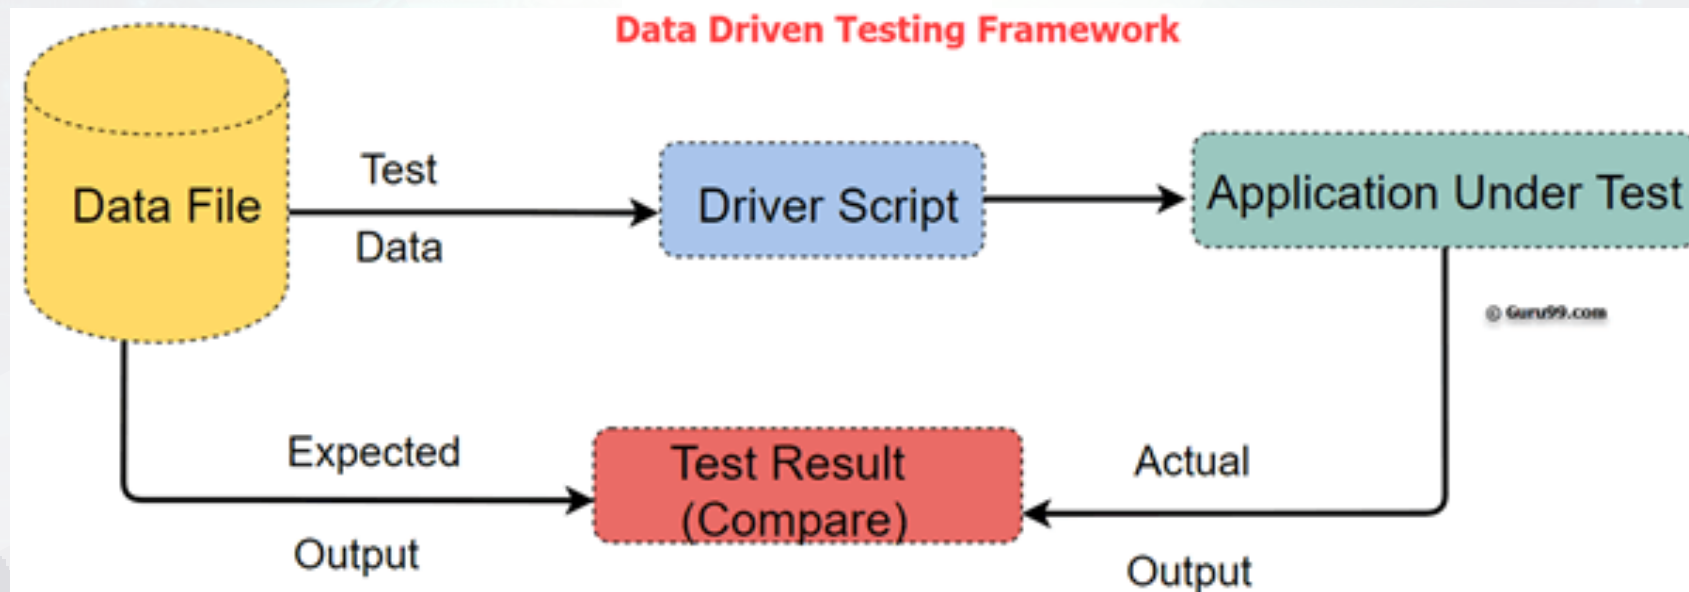 Data Driven Testing Framework
Data File
Test
Data
Driver Script
Application Under Test
© Guru99.com
Expected
Output
Test Result
(Compare)
Actual
Output